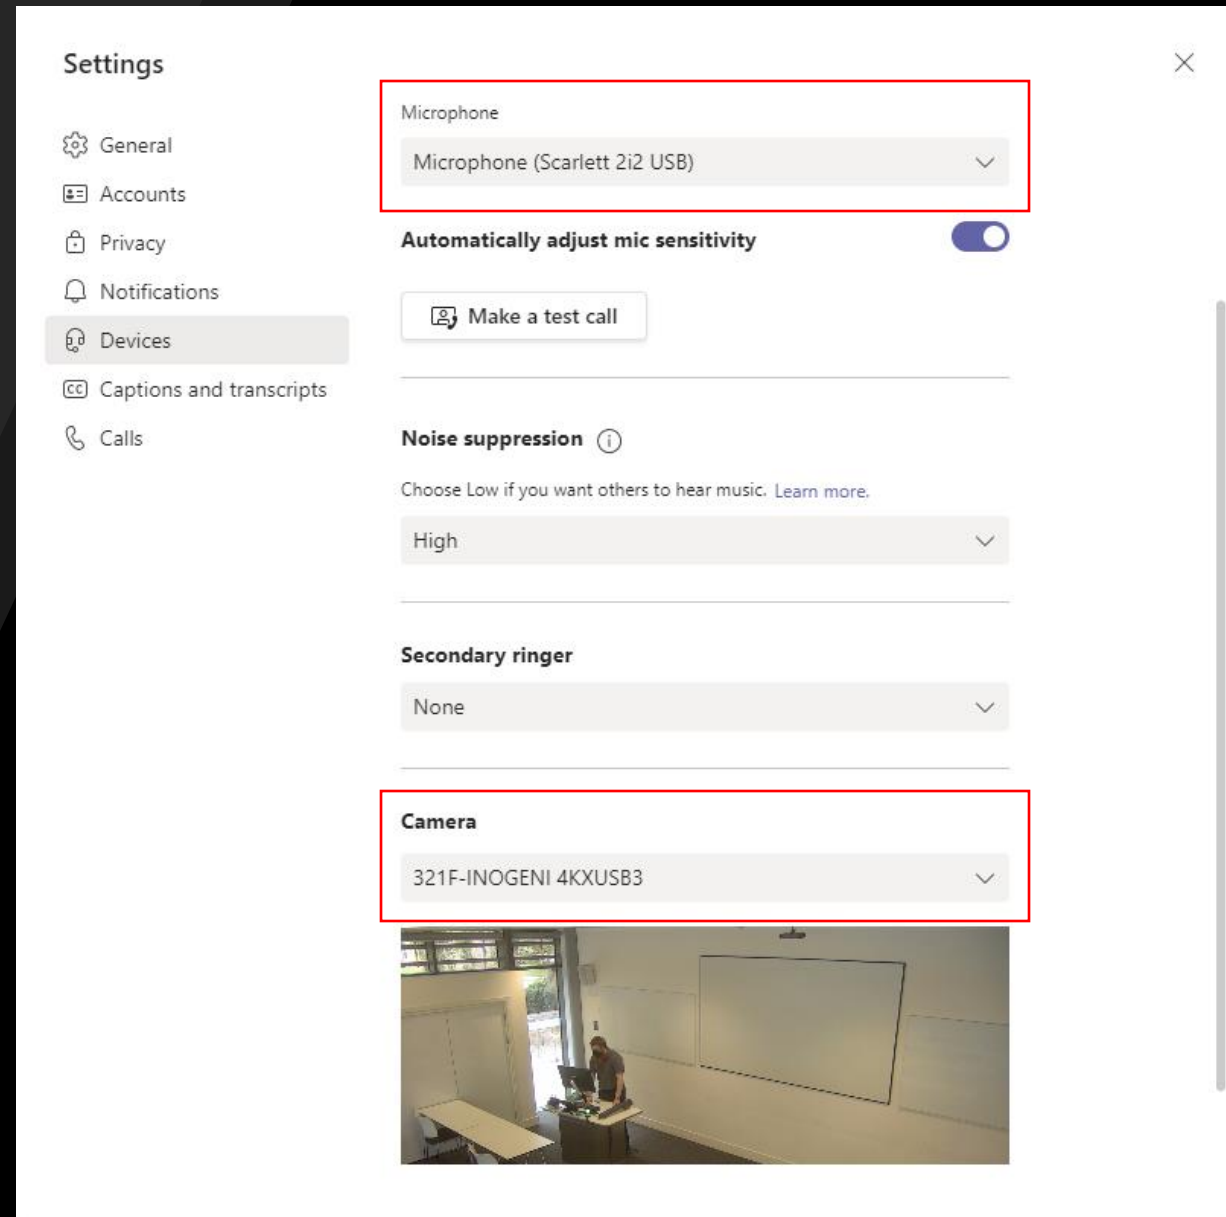 Settings
General
Accounts
Privacy
Notifications
Devices
CC Captions and transcripts
Calls
Microphone
Microphone (Scarlett 2i2 USB)
Automatically adjust mic sensitivity
Make a test call
Noise suppression
Choose Low if you want others to hear music. Learn more.
High
Secondary ringer
None
Camera
321F-INOGENI 4KXUSB3